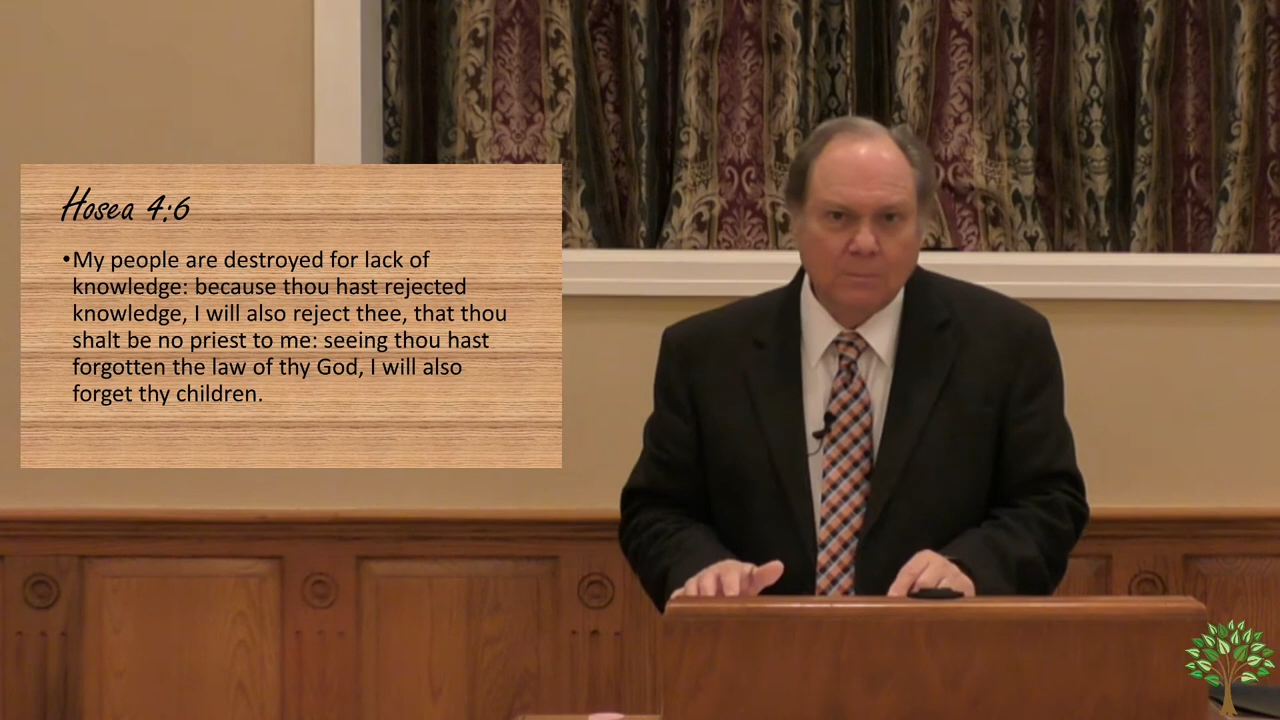 Hosea 4:6
•My people are destroyed for lack of
knowledge: because thou hast rejected
knowledge, I will also reject thee, that thou
shalt be no priest to me: seeing thou hast
forgotten the law of thy God, I will also
forget thy children.